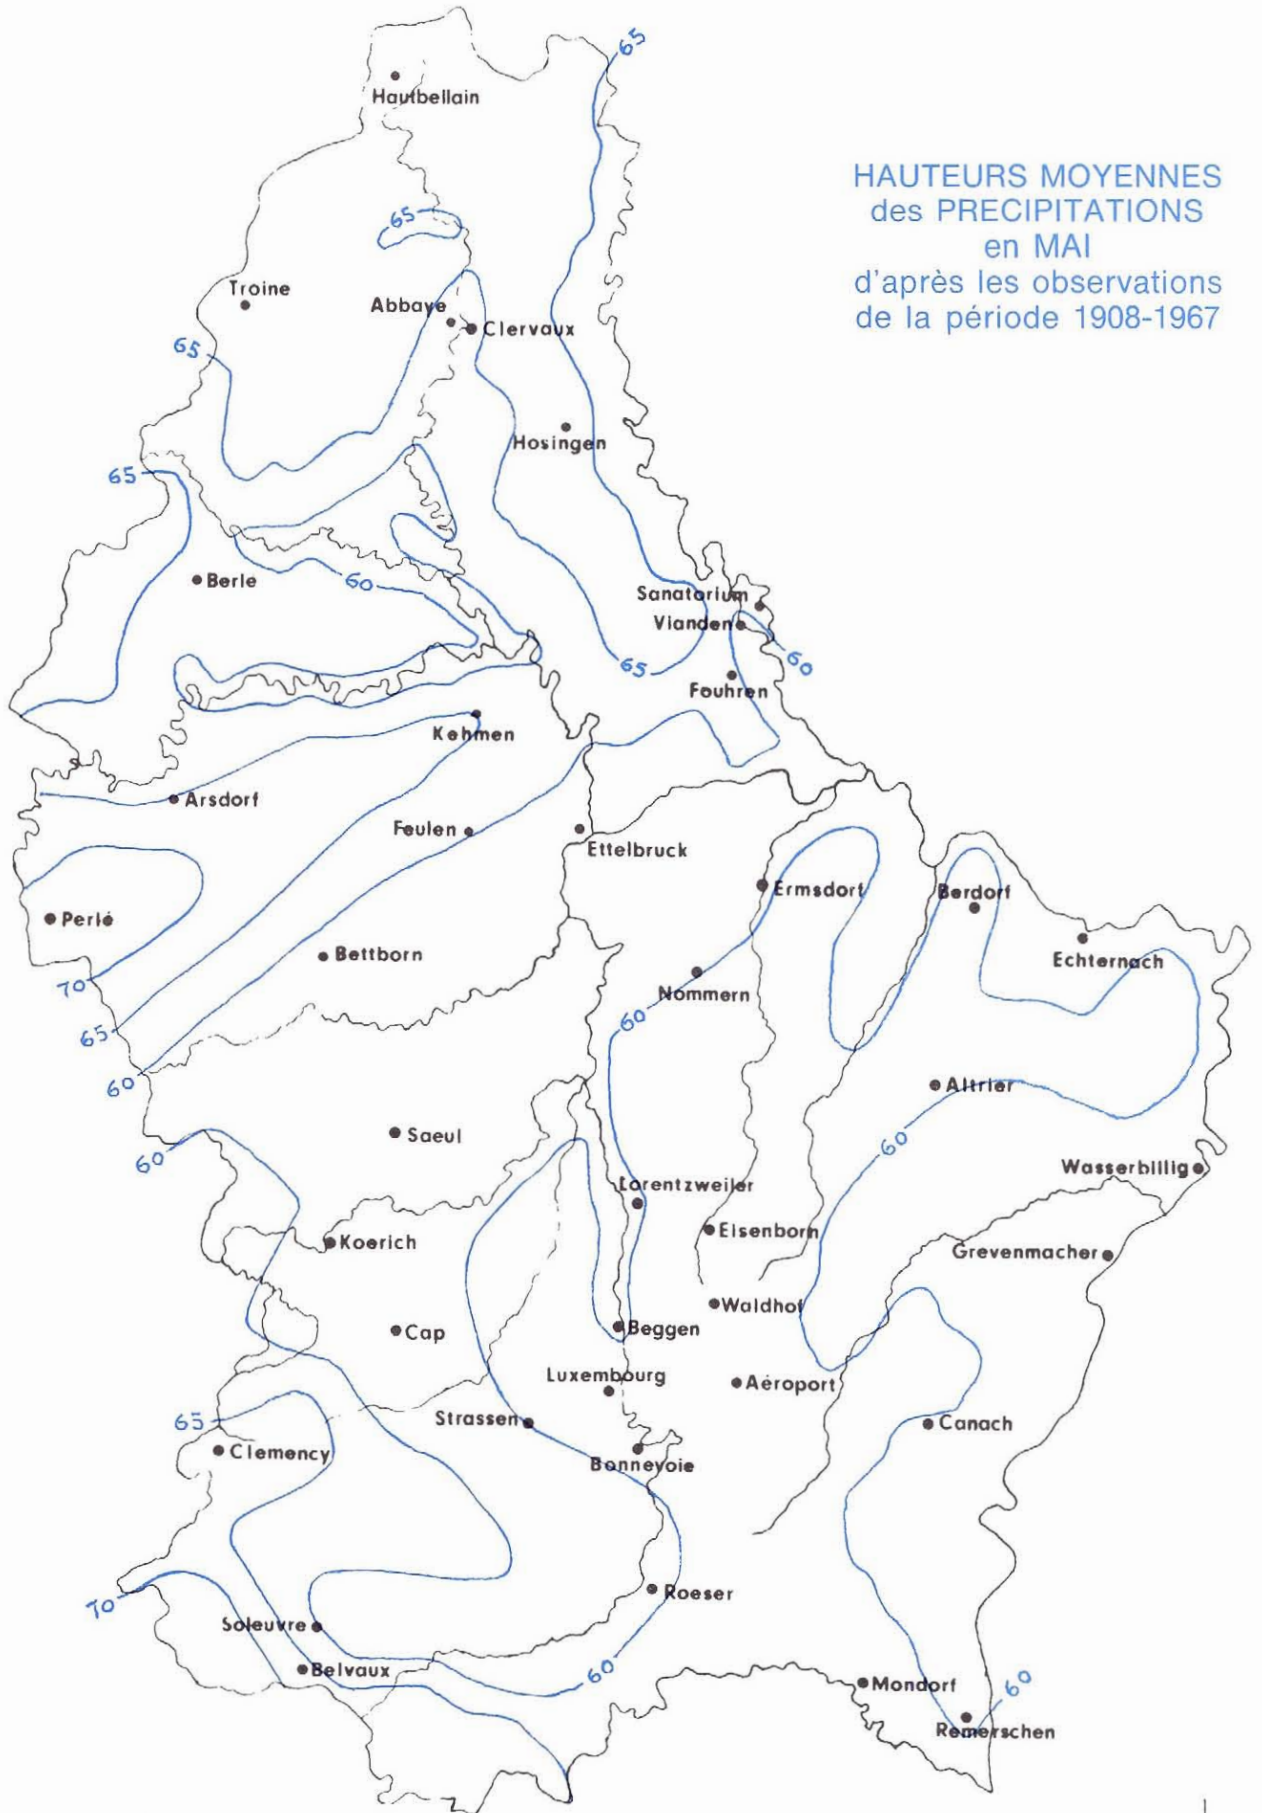 65
Hautbellain
HAUTEURS MOYENNES
des PRECIPITATIONS
en MAI
d'après les observations
de la période 1908-1967
65
Troine
Abbaye
Clervaux
65
Hosingen
65
Berle
60
Sanatorium
Vianden
65
60
Fouhren
Kehmen
Arsdorf
Feulen
Ettelbruck
Ermsdorf
Berdorf
Perlé
Bettborn
Echternach
70
Nommern
60
65
60
Altrier
Saeul
60
60
Wasserbillig
Lorentzweiler
Eisenborn
Koerich
Grevenmacher
Waldhof
Cap
Beggen
Luxembourg
Aéroport
65
Strassen
Canach
Clemency
Bonnevoie
70
Roeser
Soleuvre
Belvaux
60
Mondorf
60
Remerschen